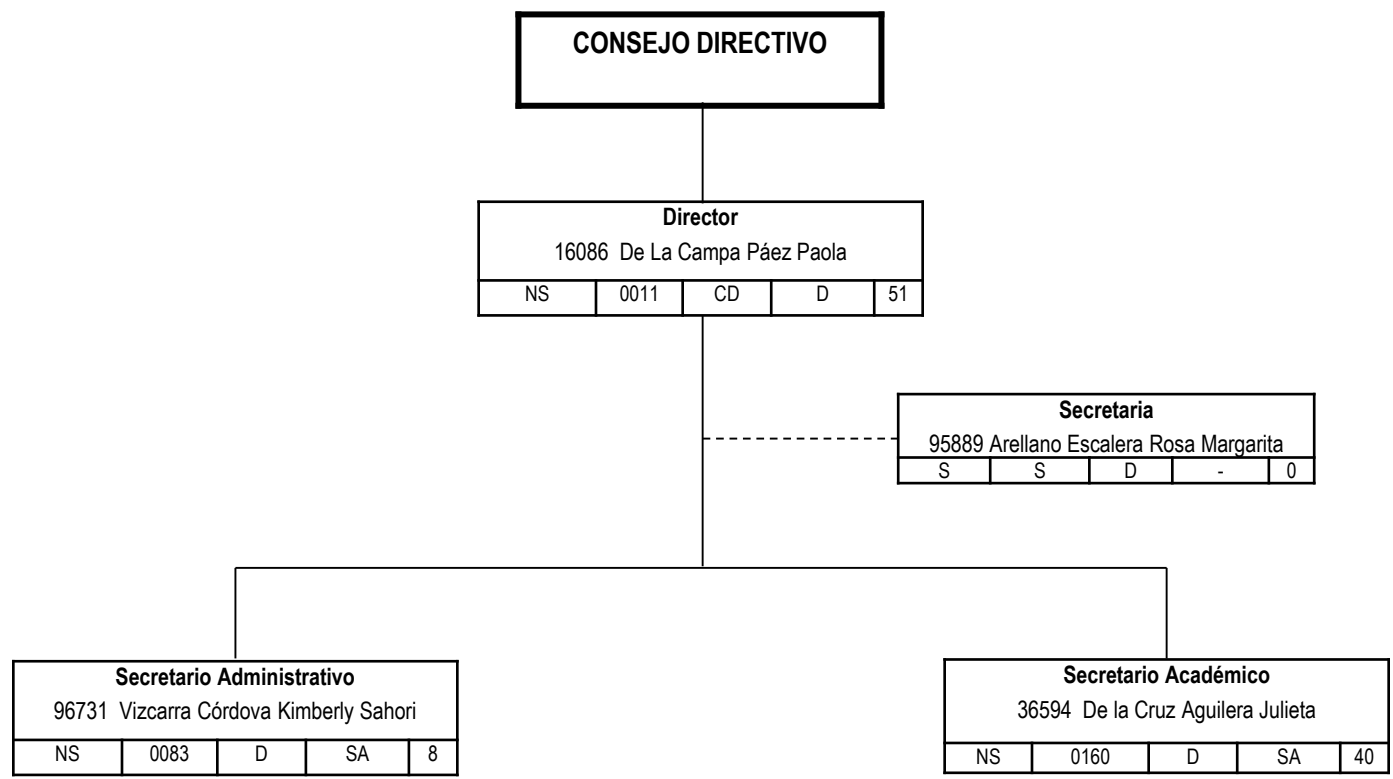 CONSEJO DIRECTIVO
Director
16086 De La Campa Páez Paola
NS 0011 CD D 51
Secretaria
95889 Arellano Escalera Rosa Margarita
S S D - 0
Secretario Administrativo
96731 Vizcarra Córdova Kimberly Sahori
NS 0083 D SA 8
Secretario Académico
36594 De la Cruz Aguilera Julieta
NS 0160 D SA 40